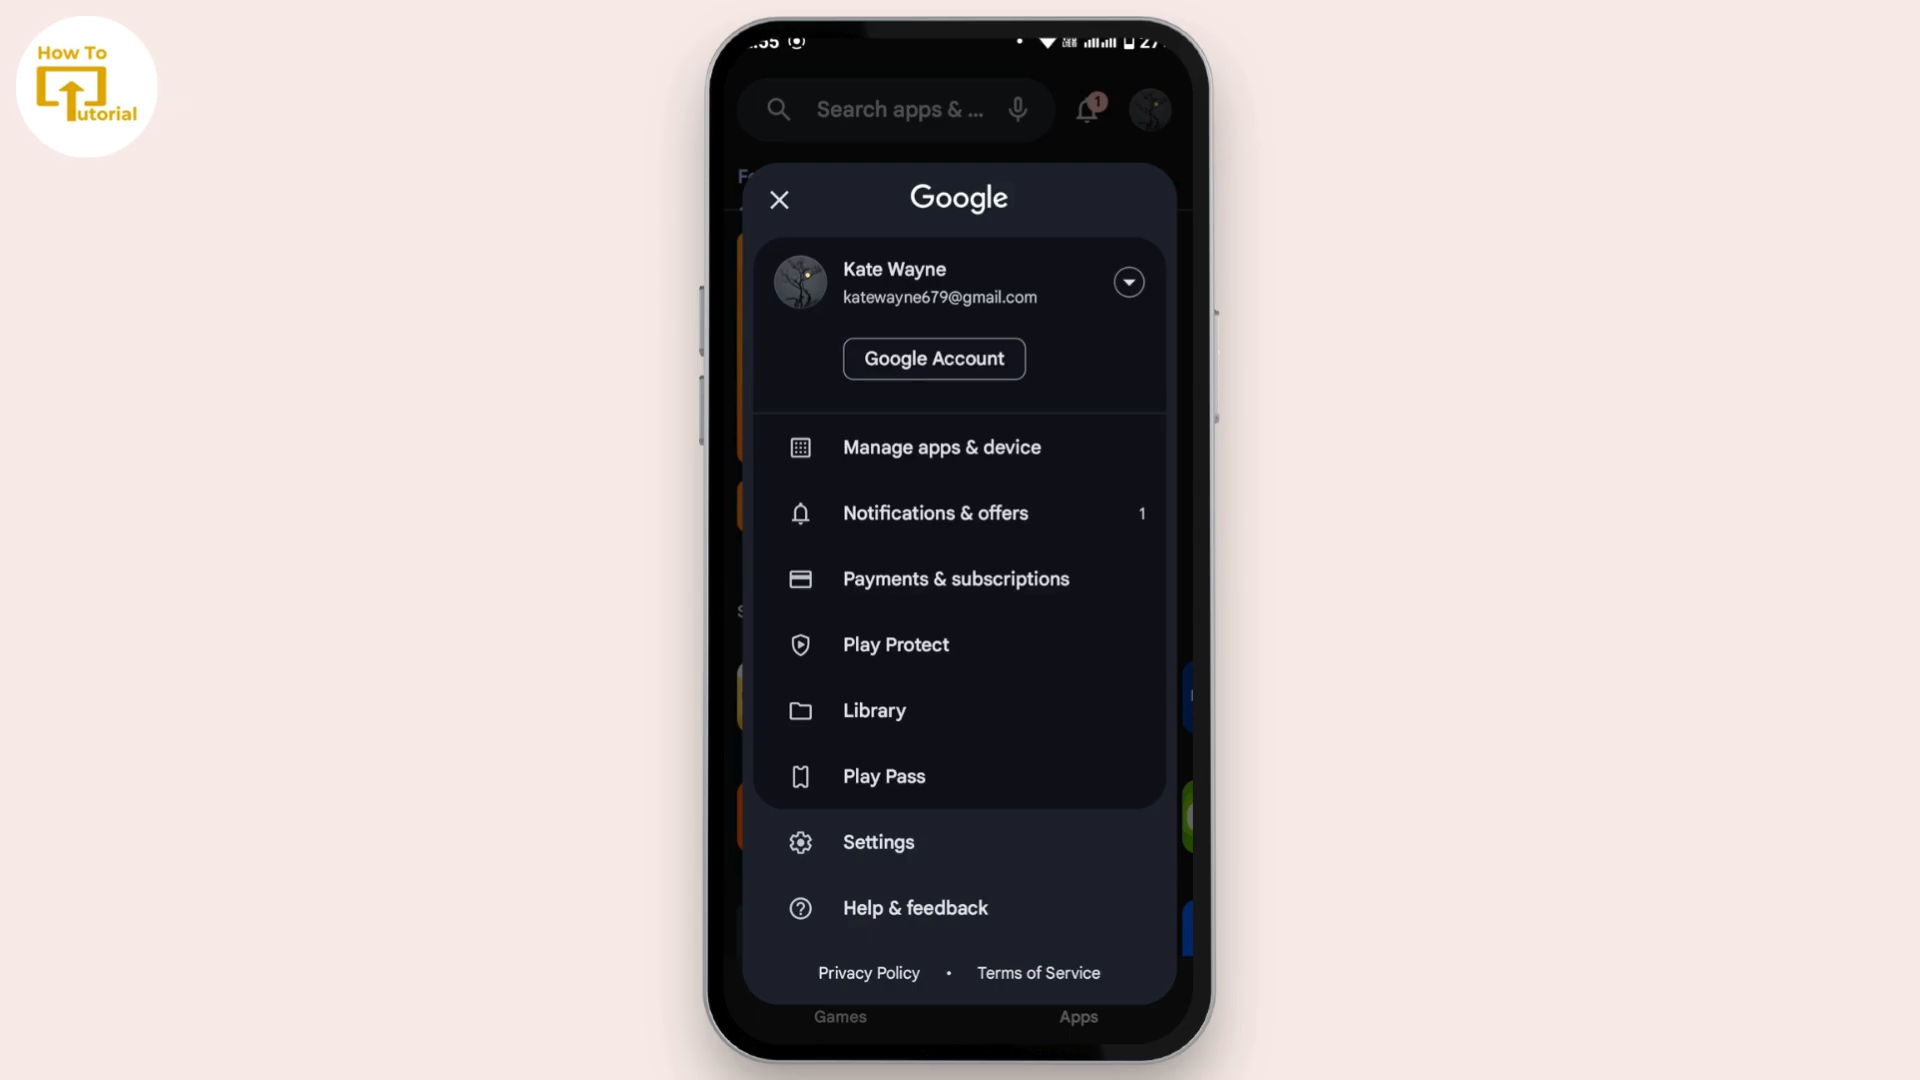 How To
Tutorial
Search apps & ...
1
Google
Kate Wayne
katewayne679@gmail.com
Google Account
Manage apps & device
Notifications & offers 1
Payments & subscriptions
Play Protect
Library
Play Pass
Settings
Help & feedback
Privacy Policy • Terms of Service
Games Apps